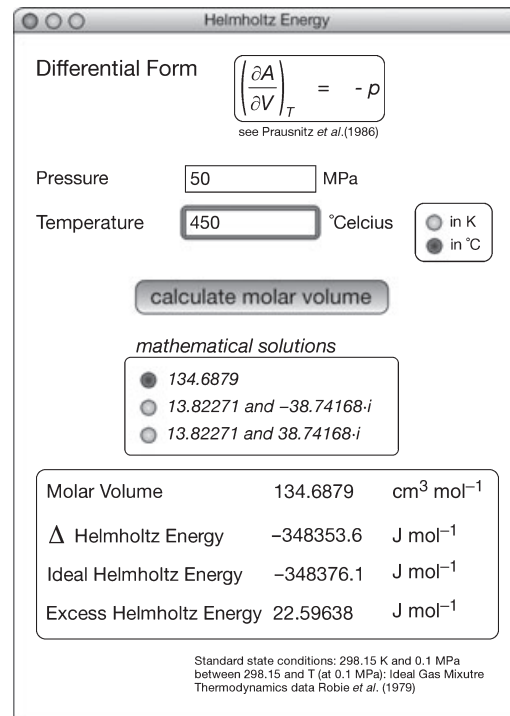 Helmholtz Energy
Differential Form
(∂A/∂V)T = - p
see Prausnitz et al.(1986)
Pressure 50 MPa
Temperature 450 °Celcius
in K
in °C
calculate molar volume
mathematical solutions
134.6879
13.82271 and –38.74168·i
13.82271 and 38.74168·i
Molar Volume 134.6879 cm³ mol⁻¹
Δ Helmholtz Energy −348353.6 J mol⁻¹
Ideal Helmholtz Energy −348376.1 J mol⁻¹
Excess Helmholtz Energy 22.59638 J mol⁻¹
Standard state conditions: 298.15 K and 0.1 MPa
between 298.15 and T (at 0.1 MPa): Ideal Gas Mixutre
Thermodynamics data Robie et al. (1979)